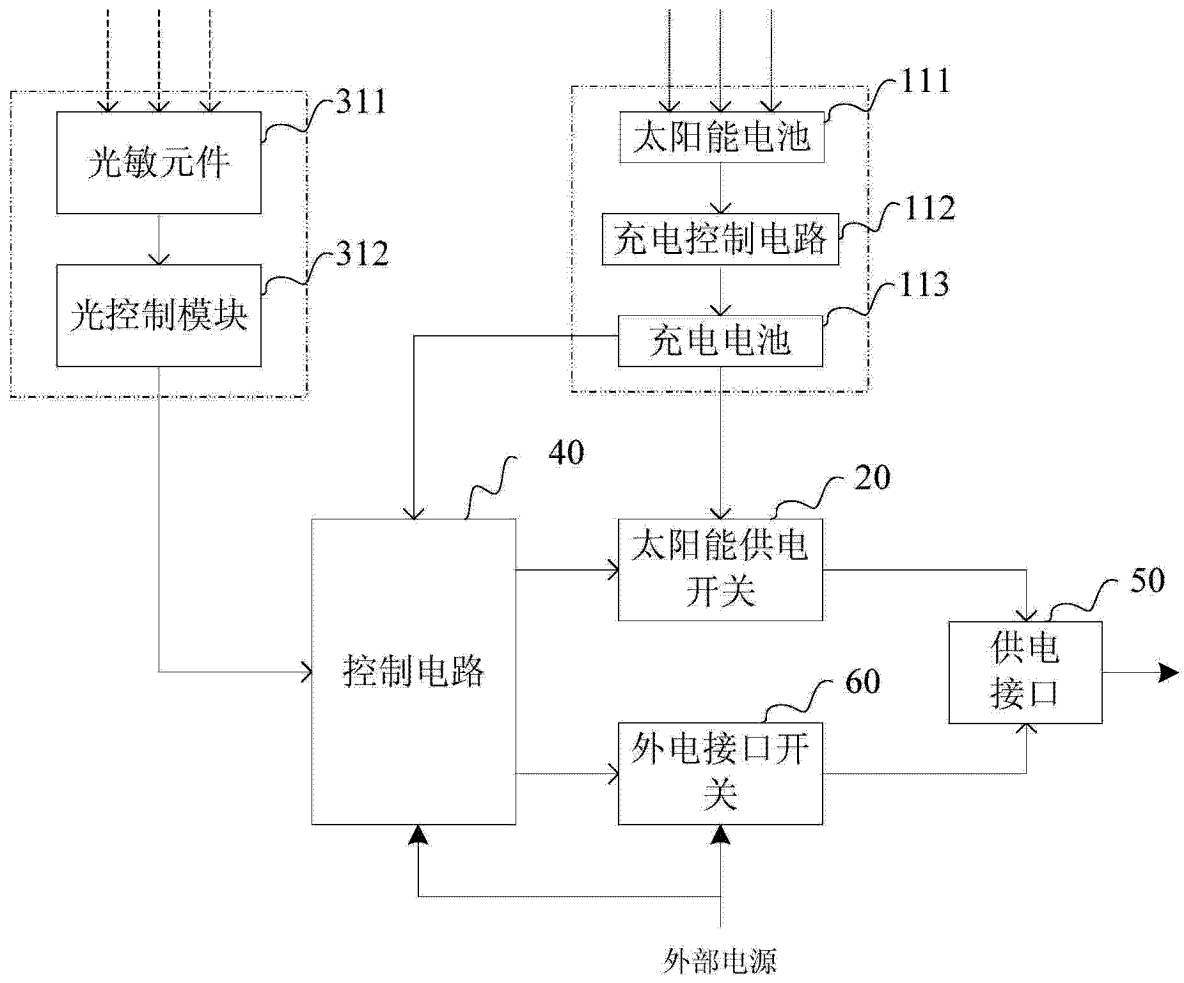 311
光敏元件
312
光控制模块
111
太阳能电池
112
充电控制电路
113
充电电池
40
控制电路
20
太阳能供电
开关
60
外电接口开
关
50
供电
接口
外部电源